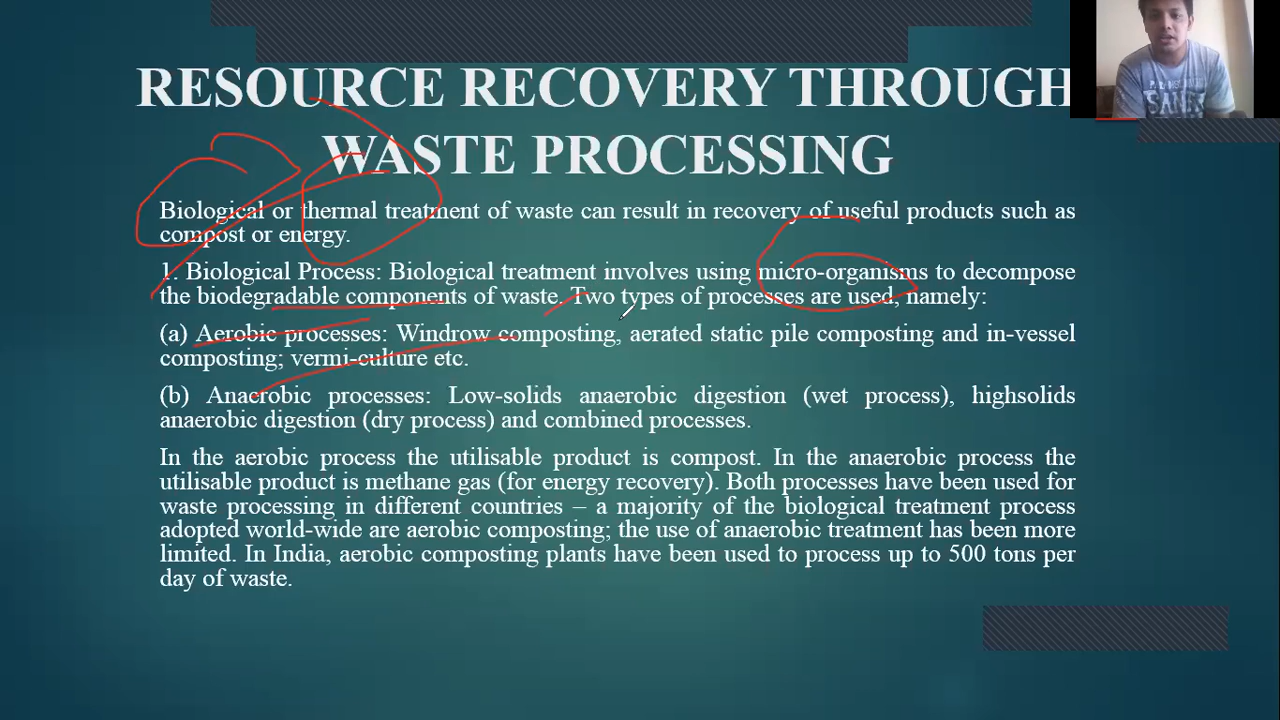 RESOURCE RECOVERY THROUGH
WASTE PROCESSING
Biological or thermal treatment of waste can result in recovery of useful products such as
compost or energy.
1. Biological Process: Biological treatment involves using micro-organisms to decompose
the biodegradable components of waste. Two types of processes are used, namely:
(a) Aerobic processes: Windrow composting, aerated static pile composting and in-vessel
composting; vermi-culture etc.
(b) Anaerobic processes: Low-solids anaerobic digestion (wet process), highsolids
anaerobic digestion (dry process) and combined processes.
In the aerobic process the utilisable product is compost. In the anaerobic process the
utilisable product is methane gas (for energy recovery). Both processes have been used for
waste processing in different countries – a majority of the biological treatment process
adopted world-wide are aerobic composting; the use of anaerobic treatment has been more
limited. In India, aerobic composting plants have been used to process up to 500 tons per
day of waste.